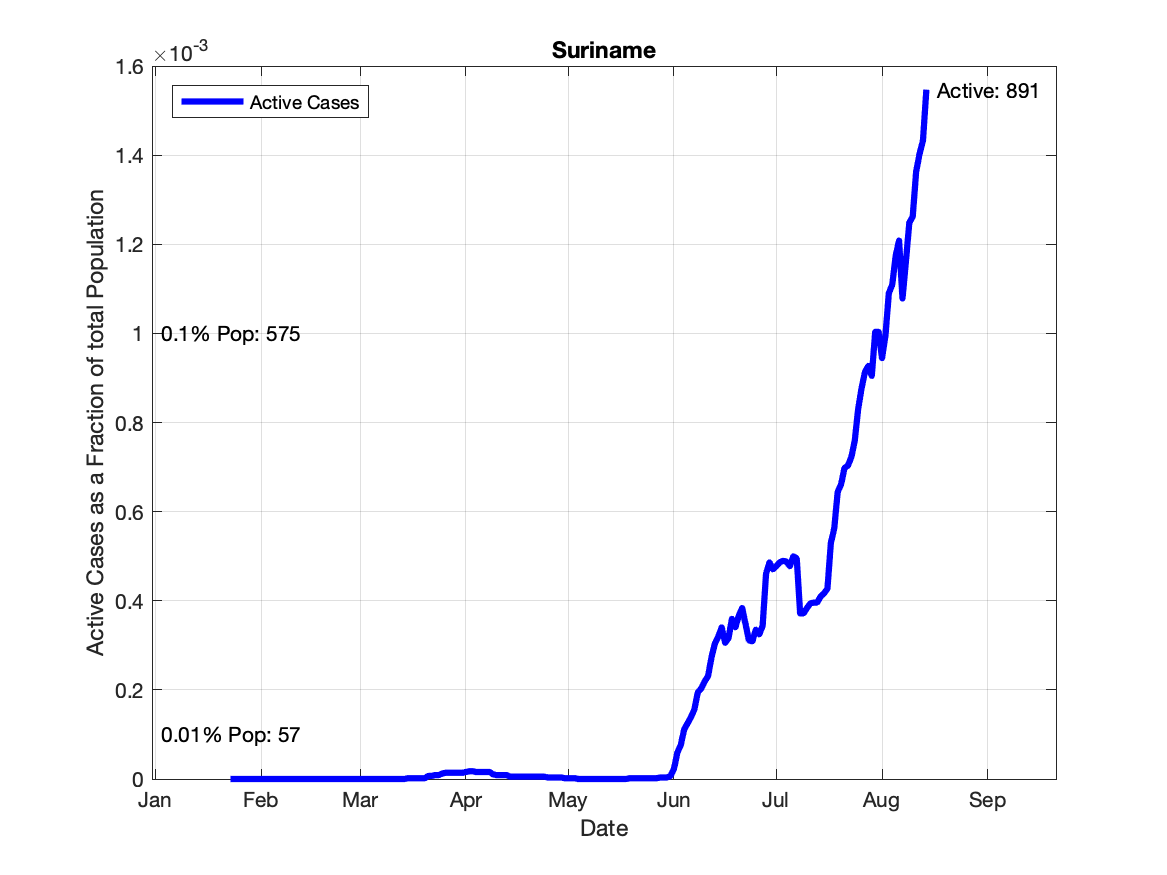 Suriname
×10-3
1.6
1.4
1.2
1
0.8
0.6
0.4
0.2
0
Active Cases as a Fraction of total Population
Active Cases
Active: 891
0.1% Pop: 575
0.01% Pop: 57
Jan Feb Mar Apr May Jun Jul Aug Sep
Date